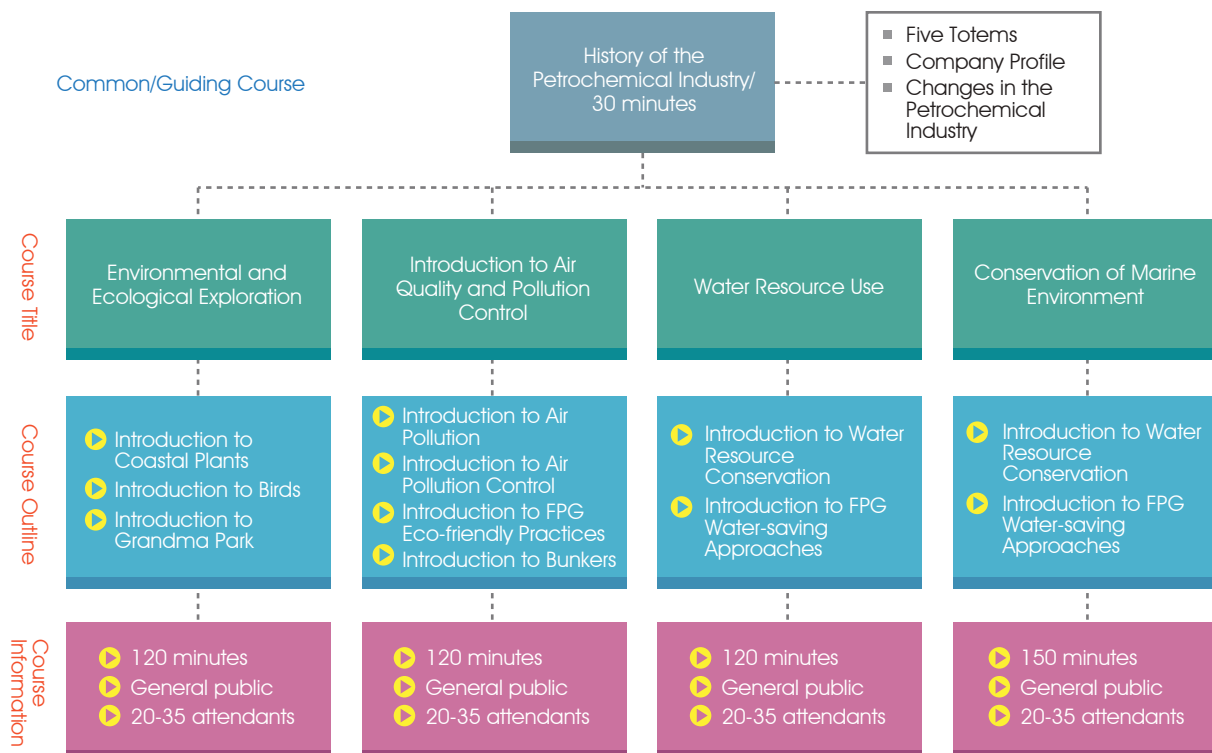 Common/Guiding Course
History of the
Petrochemical Industry/
30 minutes
Five Totems
Company Profile
Changes in the
Petrochemical
Industry
Course Title
Environmental and
Ecological Exploration
Introduction to Air
Quality and Pollution
Control
Water Resource Use
Conservation of Marine
Environment
Course Outline
Introduction to
Coastal Plants
Introduction to Birds
Introduction to
Grandma Park
Introduction to Air
Pollution
Introduction to Air
Pollution Control
Introduction to FPG
Eco-friendly Practices
Introduction to Bunkers
Introduction to Water
Resource
Conservation
Introduction to FPG
Water-saving
Approaches
Introduction to Water
Resource
Conservation
Introduction to FPG
Water-saving
Approaches
Course
Information
120 minutes
General public
20-35 attendants
120 minutes
General public
20-35 attendants
120 minutes
General public
20-35 attendants
150 minutes
General public
20-35 attendants